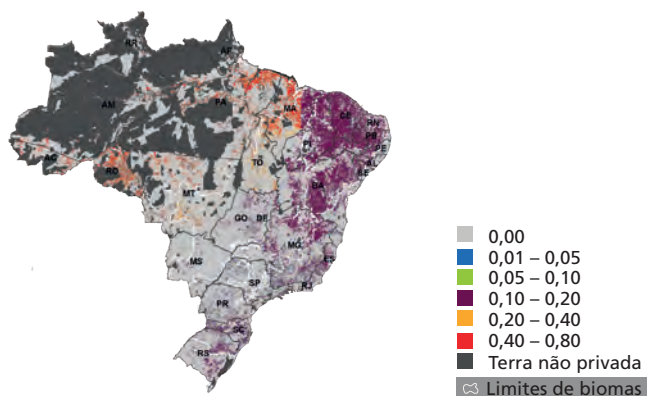 RR
AP
AM
PA
MA
CE
RN
PB
PE
AL
SE
PI
AC
RO
TO
BA
MT
GO
DF
MG
ES
MS
SP
RJ
PR
SC
RS
0,00
0,01 – 0,05
0,05 – 0,10
0,10 – 0,20
0,20 – 0,40
0,40 – 0,80
Terra não privada
Limites de biomas